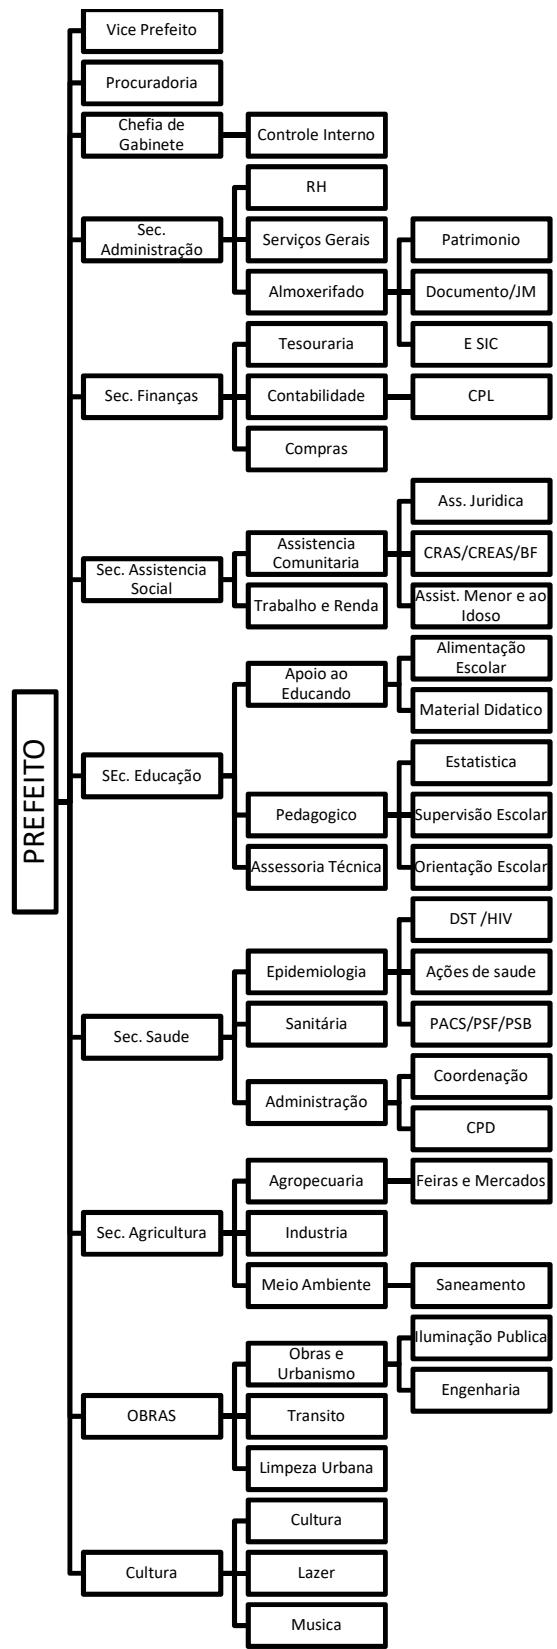 Vice Prefeito
Procuradoria
Chefia de
Gabinete
Controle Interno
Sec.
Administração
RH
Serviços Gerais
Almoxerifado
Patrimonio
Documento/JM
E SIC
Sec. Finanças
Tesouraria
Contabilidade
CPL
Compras
Sec. Assistencia
Social
Assistencia
Comunitaria
Ass. Juridica
CRAS/CREAS/BF
Assist. Menor e ao
Idoso
Trabalho e Renda
PREFEITO
SEc. Educação
Apoio ao
Educando
Alimentação
Escolar
Material Didatico
Pedagogico
Estatistica
Supervisão Escolar
Orientação Escolar
Assessoria Técnica
Sec. Saude
Epidemiologia
DST /HIV
Ações de saude
PACS/PSF/PSB
Sanitária
Administração
Coordenação
CPD
Sec. Agricultura
Agropecuaria
Feiras e Mercados
Industria
Meio Ambiente
Saneamento
OBRAS
Obras e
Urbanismo
Iluminação Publica
Engenharia
Transito
Limpeza Urbana
Cultura
Cultura
Lazer
Musica